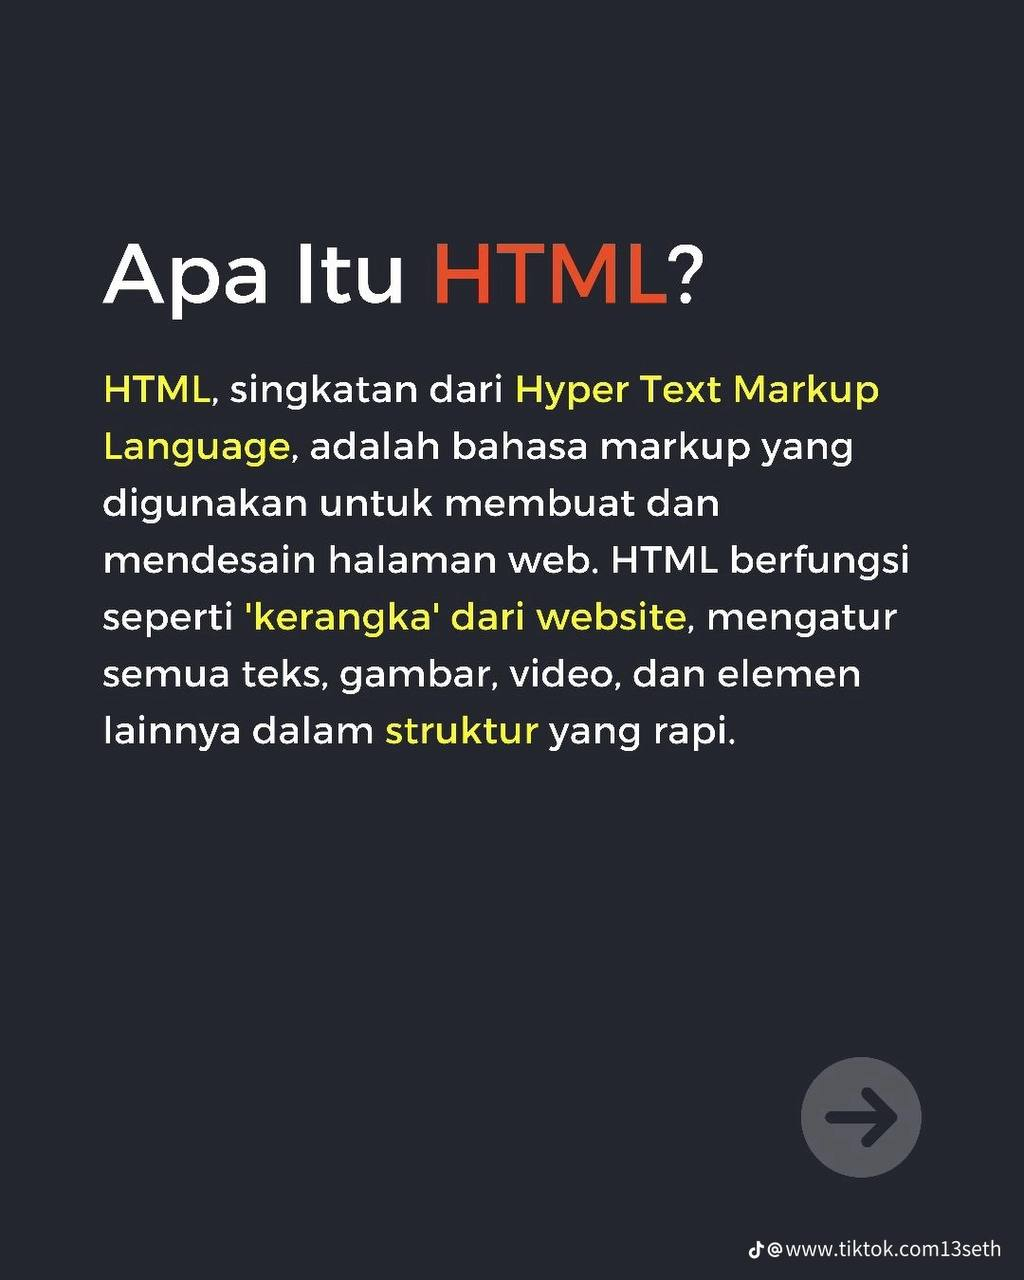 Apa Itu HTML?
HTML, singkatan dari Hyper Text Markup
Language, adalah bahasa markup yang
digunakan untuk membuat dan
mendesain halaman web. HTML berfungsi
seperti 'kerangka' dari website, mengatur
semua teks, gambar, video, dan elemen
lainnya dalam struktur yang rapi.
@www.tiktok.com13seth